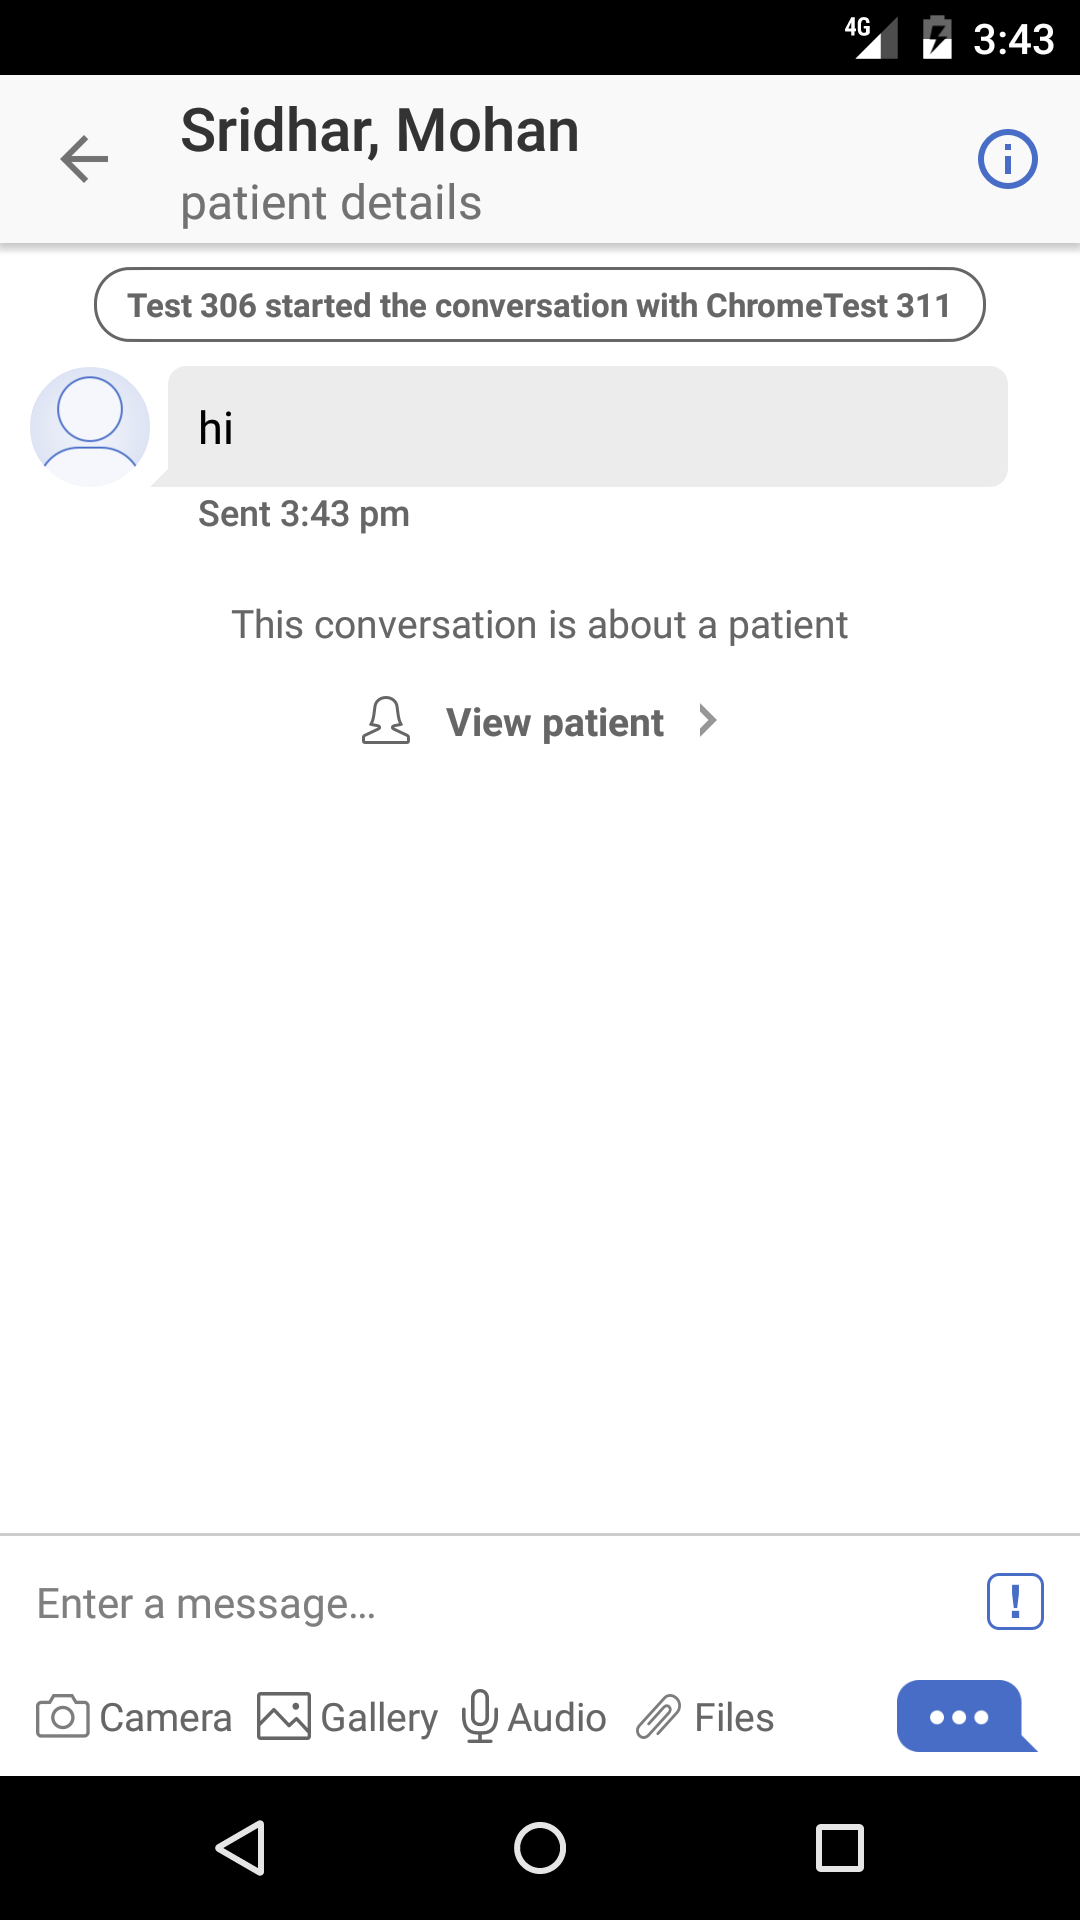 4G 3:43
Sridhar, Mohan
patient details
Test 306 started the conversation with ChromeTest 311
hi
Sent 3:43 pm
This conversation is about a patient
View patient
Enter a message...
!
Camera Gallery Audio Files